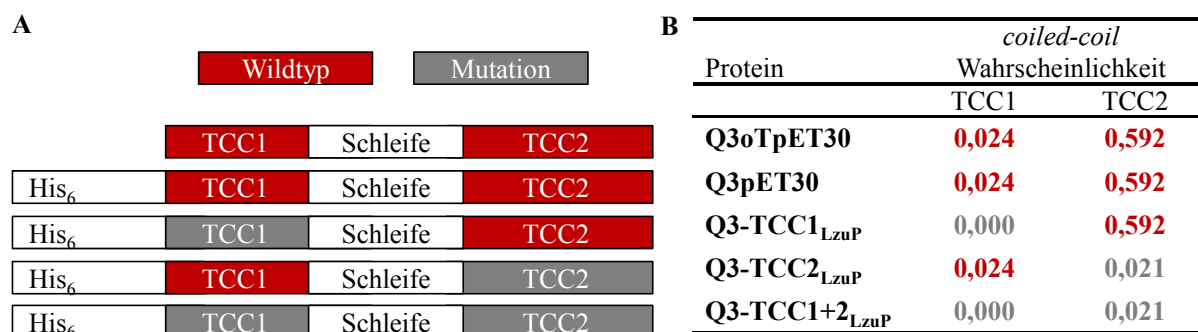 A
Wildtyp Mutation
TCC1 Schleife TCC2
His6 TCC1 Schleife TCC2
His6 TCC1 Schleife TCC2
His6 TCC1 Schleife TCC2
His6 TCC1 Schleife TCC2
B
coiled-coil
Protein Wahrscheinlichkeit
TCC1 TCC2
Q3oTpET30 0,024 0,592
Q3pET30 0,024 0,592
Q3-TCC1LzuP 0,000 0,592
Q3-TCC2LzuP 0,024 0,021
Q3-TCC1+2LzuP 0,000 0,021